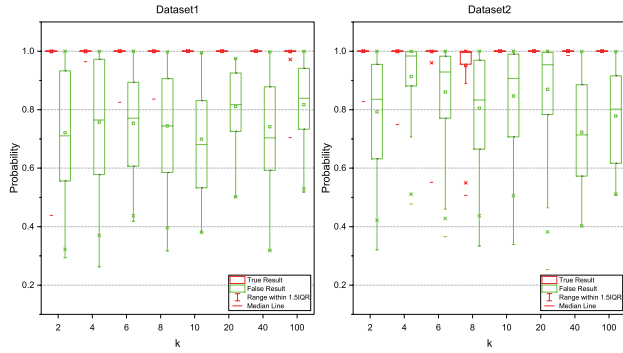 Dataset1
Dataset2
Probability
1.0
0.8
0.6
0.4
0.2
True Result
False Result
Range within 1.5IQR
Median Line
2 4 6 8 10 20 40 100
k
Probability
1.0
0.8
0.6
0.4
0.2
True Result
False Result
Range within 1.5IQR
Median Line
2 4 6 8 10 20 40 100
k